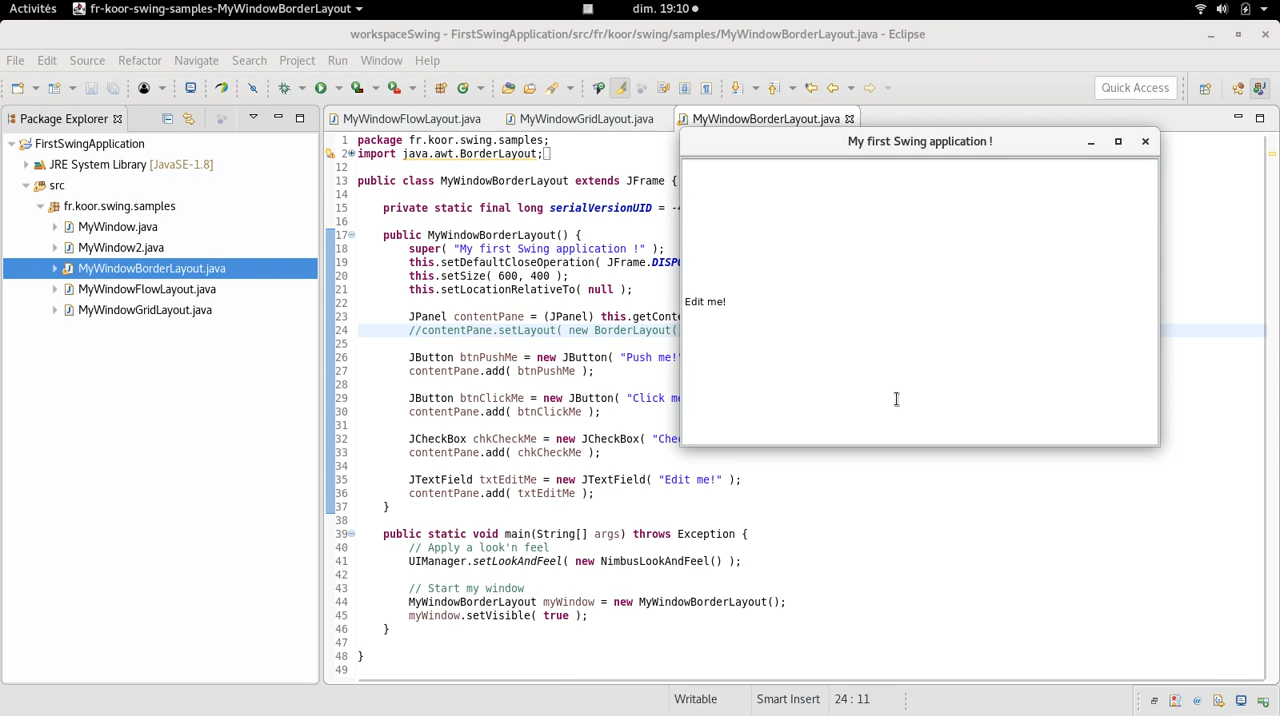 Activités
fr-koor-swing-samples-MyWindowBorderLayout
dim. 19:10
workspaceSwing - FirstSwingApplication/src/fr/koor/swing/samples/MyWindowBorderLayout.java - Eclipse
File Edit Source Refactor Navigate Search Project Run Window Help
Quick Access
Package Explorer
FirstSwingApplication
JRE System Library [JavaSE-1.8]
src
fr.koor.swing.samples
MyWindow.java
MyWindow2.java
MyWindowBorderLayout.java
MyWindowFlowLayout.java
MyWindowGridLayout.java
MyWindowFlowLayout.java
MyWindowGridLayout.java
MyWindowBorderLayout.java
1 package fr.koor.swing.samples;
2 import java.awt.BorderLayout;
12
13 public class MyWindowBorderLayout extends JFrame {
14
15 private static final long serialVersionUID = -
16
17 public MyWindowBorderLayout() {
18 super( "My first Swing application !" );
19 this.setDefaultCloseOperation( JFrame.DISP
20 this.setSize( 600, 400 );
21 this.setLocationRelativeTo( null );
22
23 JPanel contentPane = (JPanel) this.getConte
24 //contentPane.setLayout( new BorderLayout(
25
26 JButton btnPushMe = new JButton( "Push me!"
27 contentPane.add( btnPushMe );
28
29 JButton btnClickMe = new JButton( "Click me
30 contentPane.add( btnClickMe );
31
32 JCheckBox chkCheckMe = new JCheckBox( "Che
33 contentPane.add( chkCheckMe );
34
35 JTextField txtEditMe = new JTextField( "Edit me!" );
36 contentPane.add( txtEditMe );
37 }
38
39 public static void main(String[] args) throws Exception {
40 // Apply a look'n feel
41 UIManager.setLookAndFeel( new NimbusLookAndFeel() );
42
43 // Start my window
44 MyWindowBorderLayout myWindow = new MyWindowBorderLayout();
45 myWindow.setVisible( true );
46 }
47
48 }
49
My first Swing application !
Edit me!
Writable
Smart Insert
24 : 11